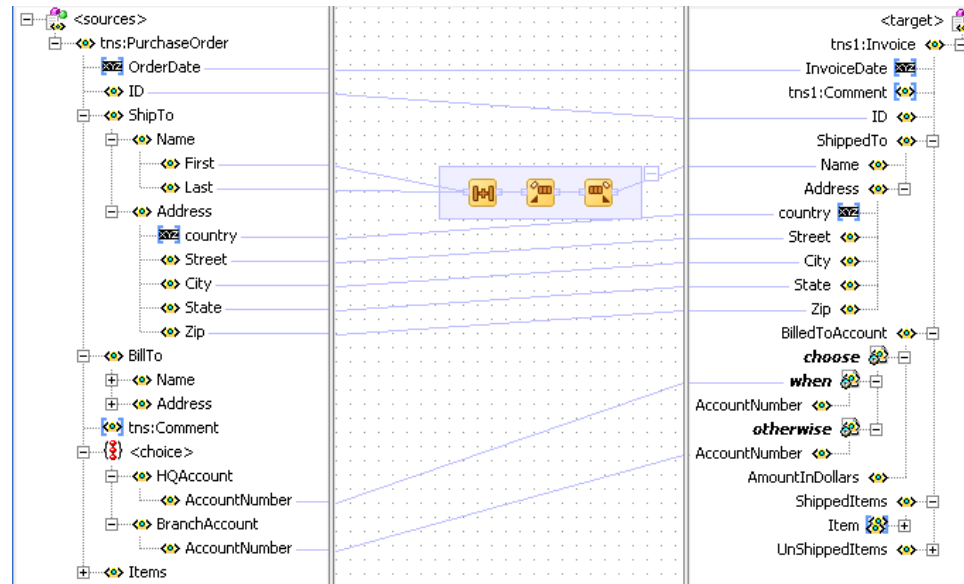 <sources>
tns:PurchaseOrder
OrderDate
ID
ShipTo
Name
First
Last
Address
country
Street
City
State
Zip
BillTo
Name
Address
tns:Comment
<choice>
HQAccount
AccountNumber
BranchAccount
AccountNumber
Items
<target>
tns1:Invoice
InvoiceDate
tns1:Comment
ID
ShippedTo
Name
Address
country
Street
City
State
Zip
BilledToAccount
choose
when
AccountNumber
otherwise
AccountNumber
AmountInDollars
ShippedItems
Item
UnShippedItems